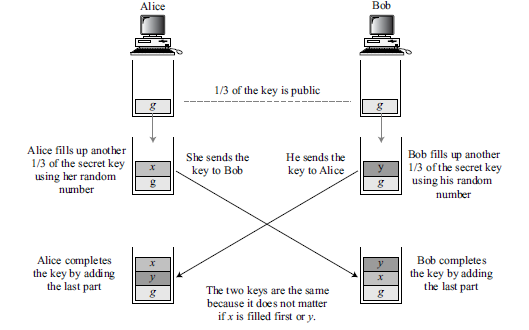 Alice
Bob
1/3 of the key is public
g
g
Alice fills up another
1/3 of the secret key
using her random
number
x
g
She sends the
key to Bob
He sends the
key to Alice
y
g
Bob fills up another
1/3 of the secret key
using his random
number
Alice completes
the key by adding
the last part
x
y
g
The two keys are the same
because it does not matter
if x is filled first or y.
y
x
g
Bob completes
the key by adding
the last part